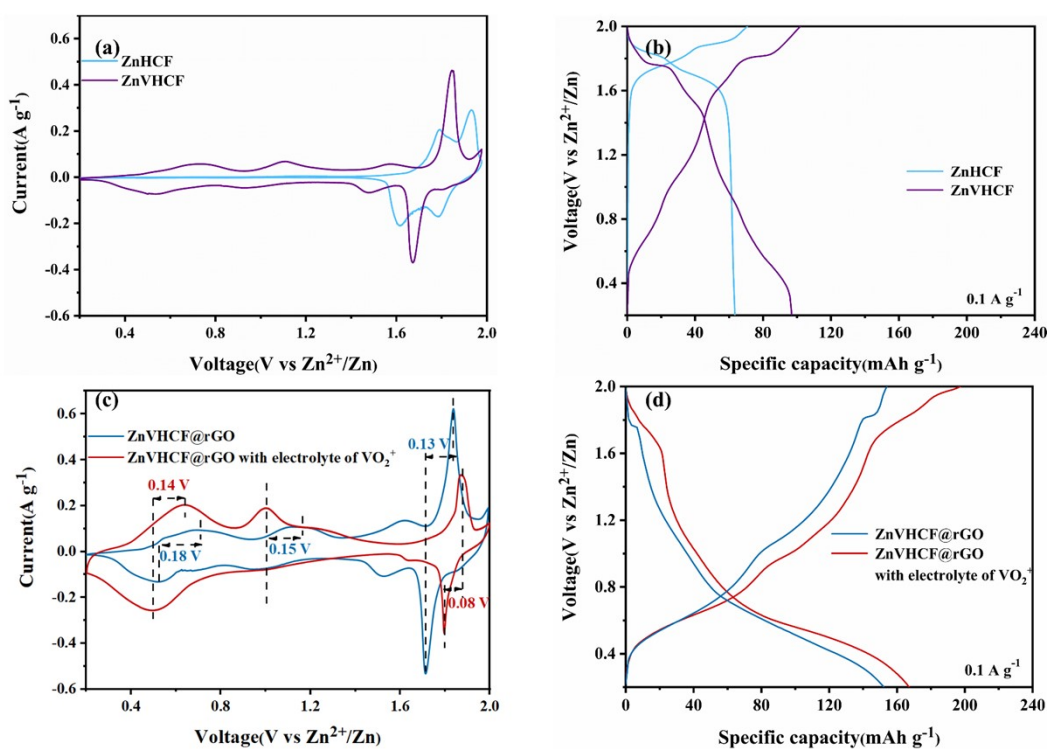 (a)
ZnHCF
ZnVHCF
0.6
0.4
0.2
0.0
-0.2
-0.4
-0.6
Current(A g⁻¹)
0.4
0.8
1.2
1.6
2.0
Voltage(V vs Zn²⁺/Zn)
(b)
2.0
1.6
1.2
0.8
0.4
Voltage(V vs Zn²⁺/Zn)
ZnHCF
ZnVHCF
0.1 A g⁻¹
0
40
80
120
160
200
240
Specific capacity(mAh g⁻¹)
(c)
ZnVHCF@rGO
ZnVHCF@rGO with electrolyte of VO₂⁺
0.6
0.4
0.2
0.0
-0.2
-0.4
-0.6
Current(A g⁻¹)
0.13 V
0.14 V
0.18 V
0.15 V
0.08 V
0.4
0.8
1.2
1.6
2.0
Voltage(V vs Zn²⁺/Zn)
(d)
2.0
1.6
1.2
0.8
0.4
Voltage(V vs Zn²⁺/Zn)
ZnVHCF@rGO
ZnVHCF@rGO
with electrolyte of VO₂⁺
0.1 A g⁻¹
0
40
80
120
160
200
240
Specific capacity(mAh g⁻¹)